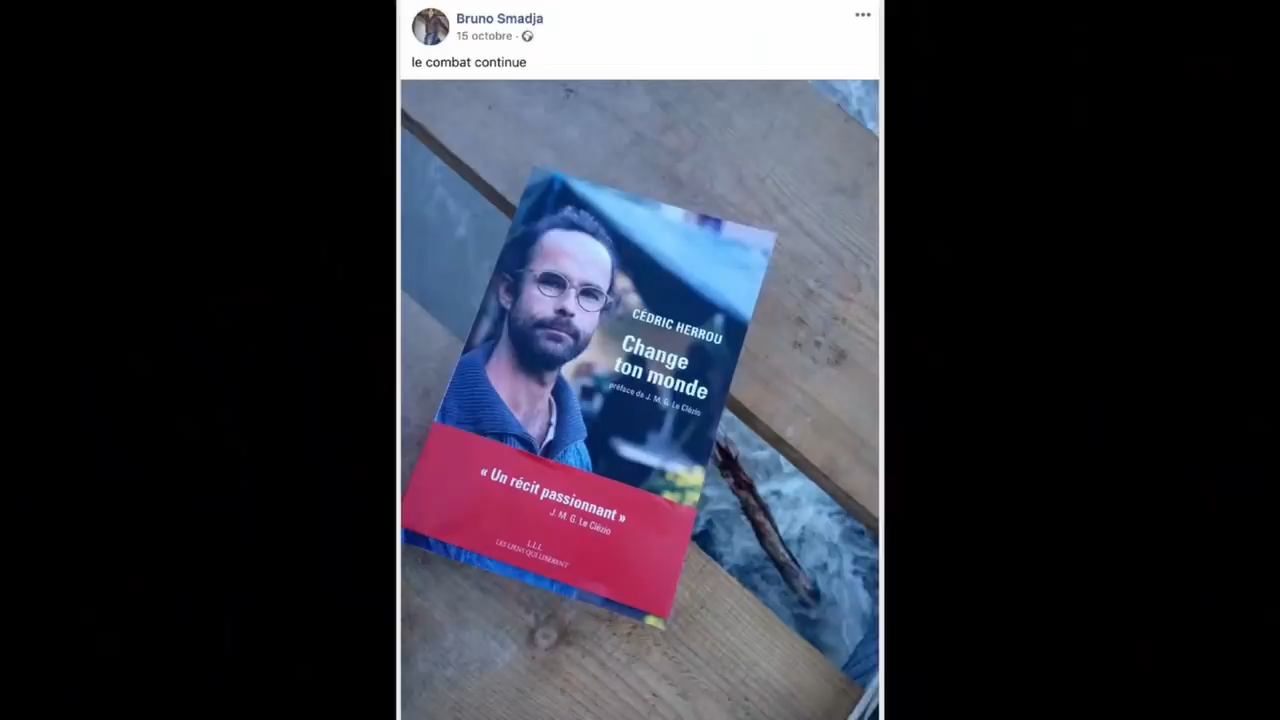 Bruno Smadja
15 octobre ·
le combat continue
CÉDRIC HERROU
Change
ton monde
préface de J. M. G. Le Clézio
« Un récit passionnant »
J. M. G. Le Clézio
L.L.L
LES LIENS QUI LIBÈRENT